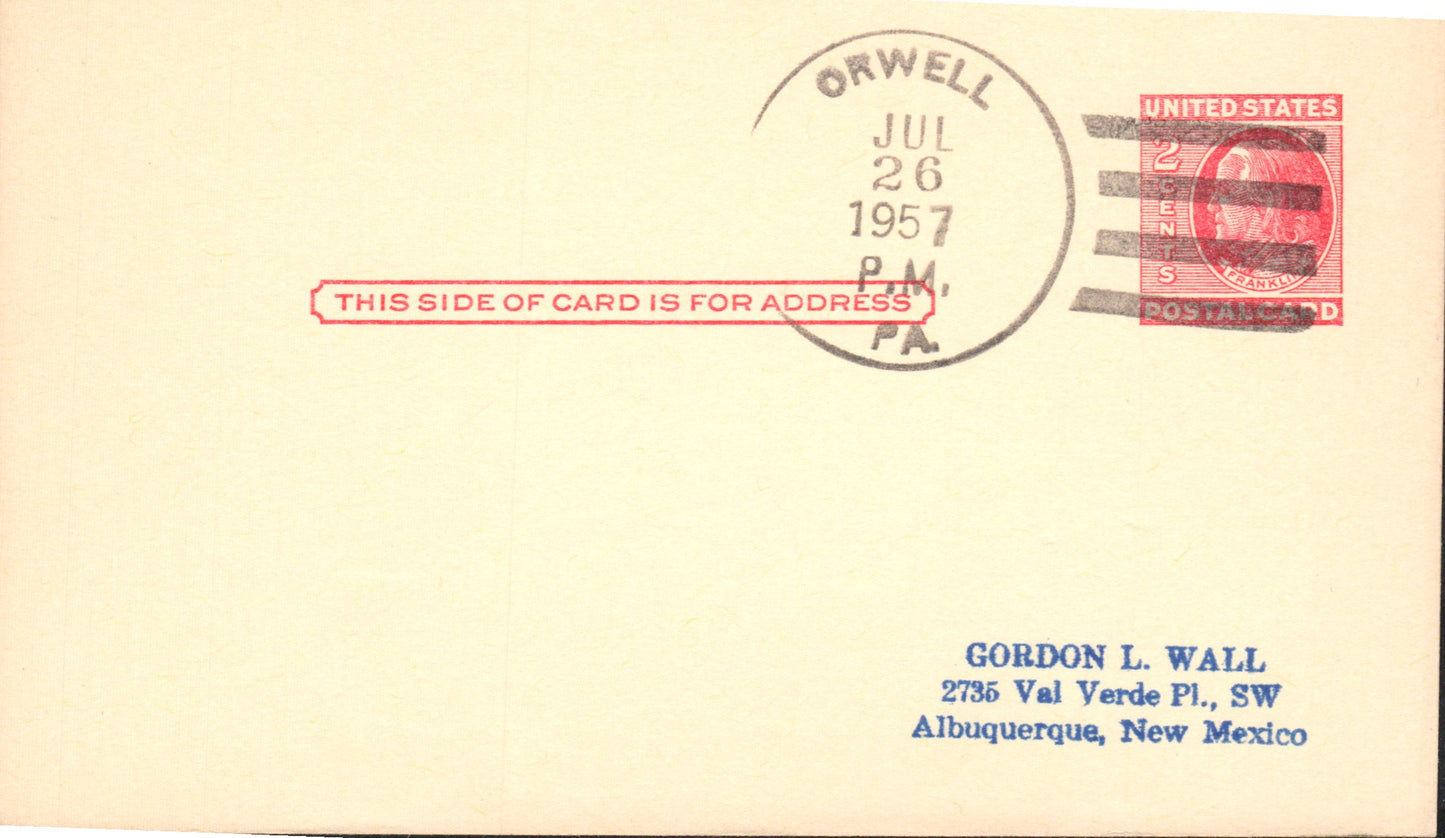 ORWELL
JUL
26
1957
P.M.
PA.
UNITED STATES
2
CENTS
FRANKLIN
POSTAL CARD
THIS SIDE OF CARD IS FOR ADDRESS
GORDON L. WALL
2735 Val Verde Pl., SW
Albuquerque, New Mexico